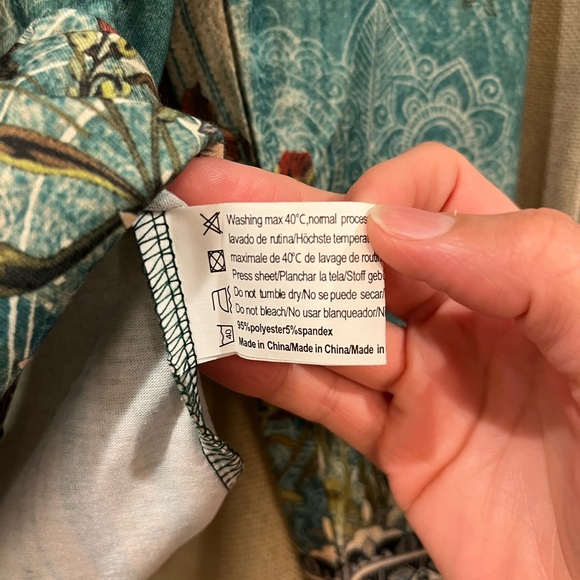 Washing max 40°C,normal
lavado de rutina/Höchste
maximale de 40°C de lavage de
Press sheet/Planchar la tela/Stoff
Do not tumble dry/No se puede secar/
Do not bleach/No usar blanqueador/
95%polyester5%spandex
Made in China/Made in China/Made in